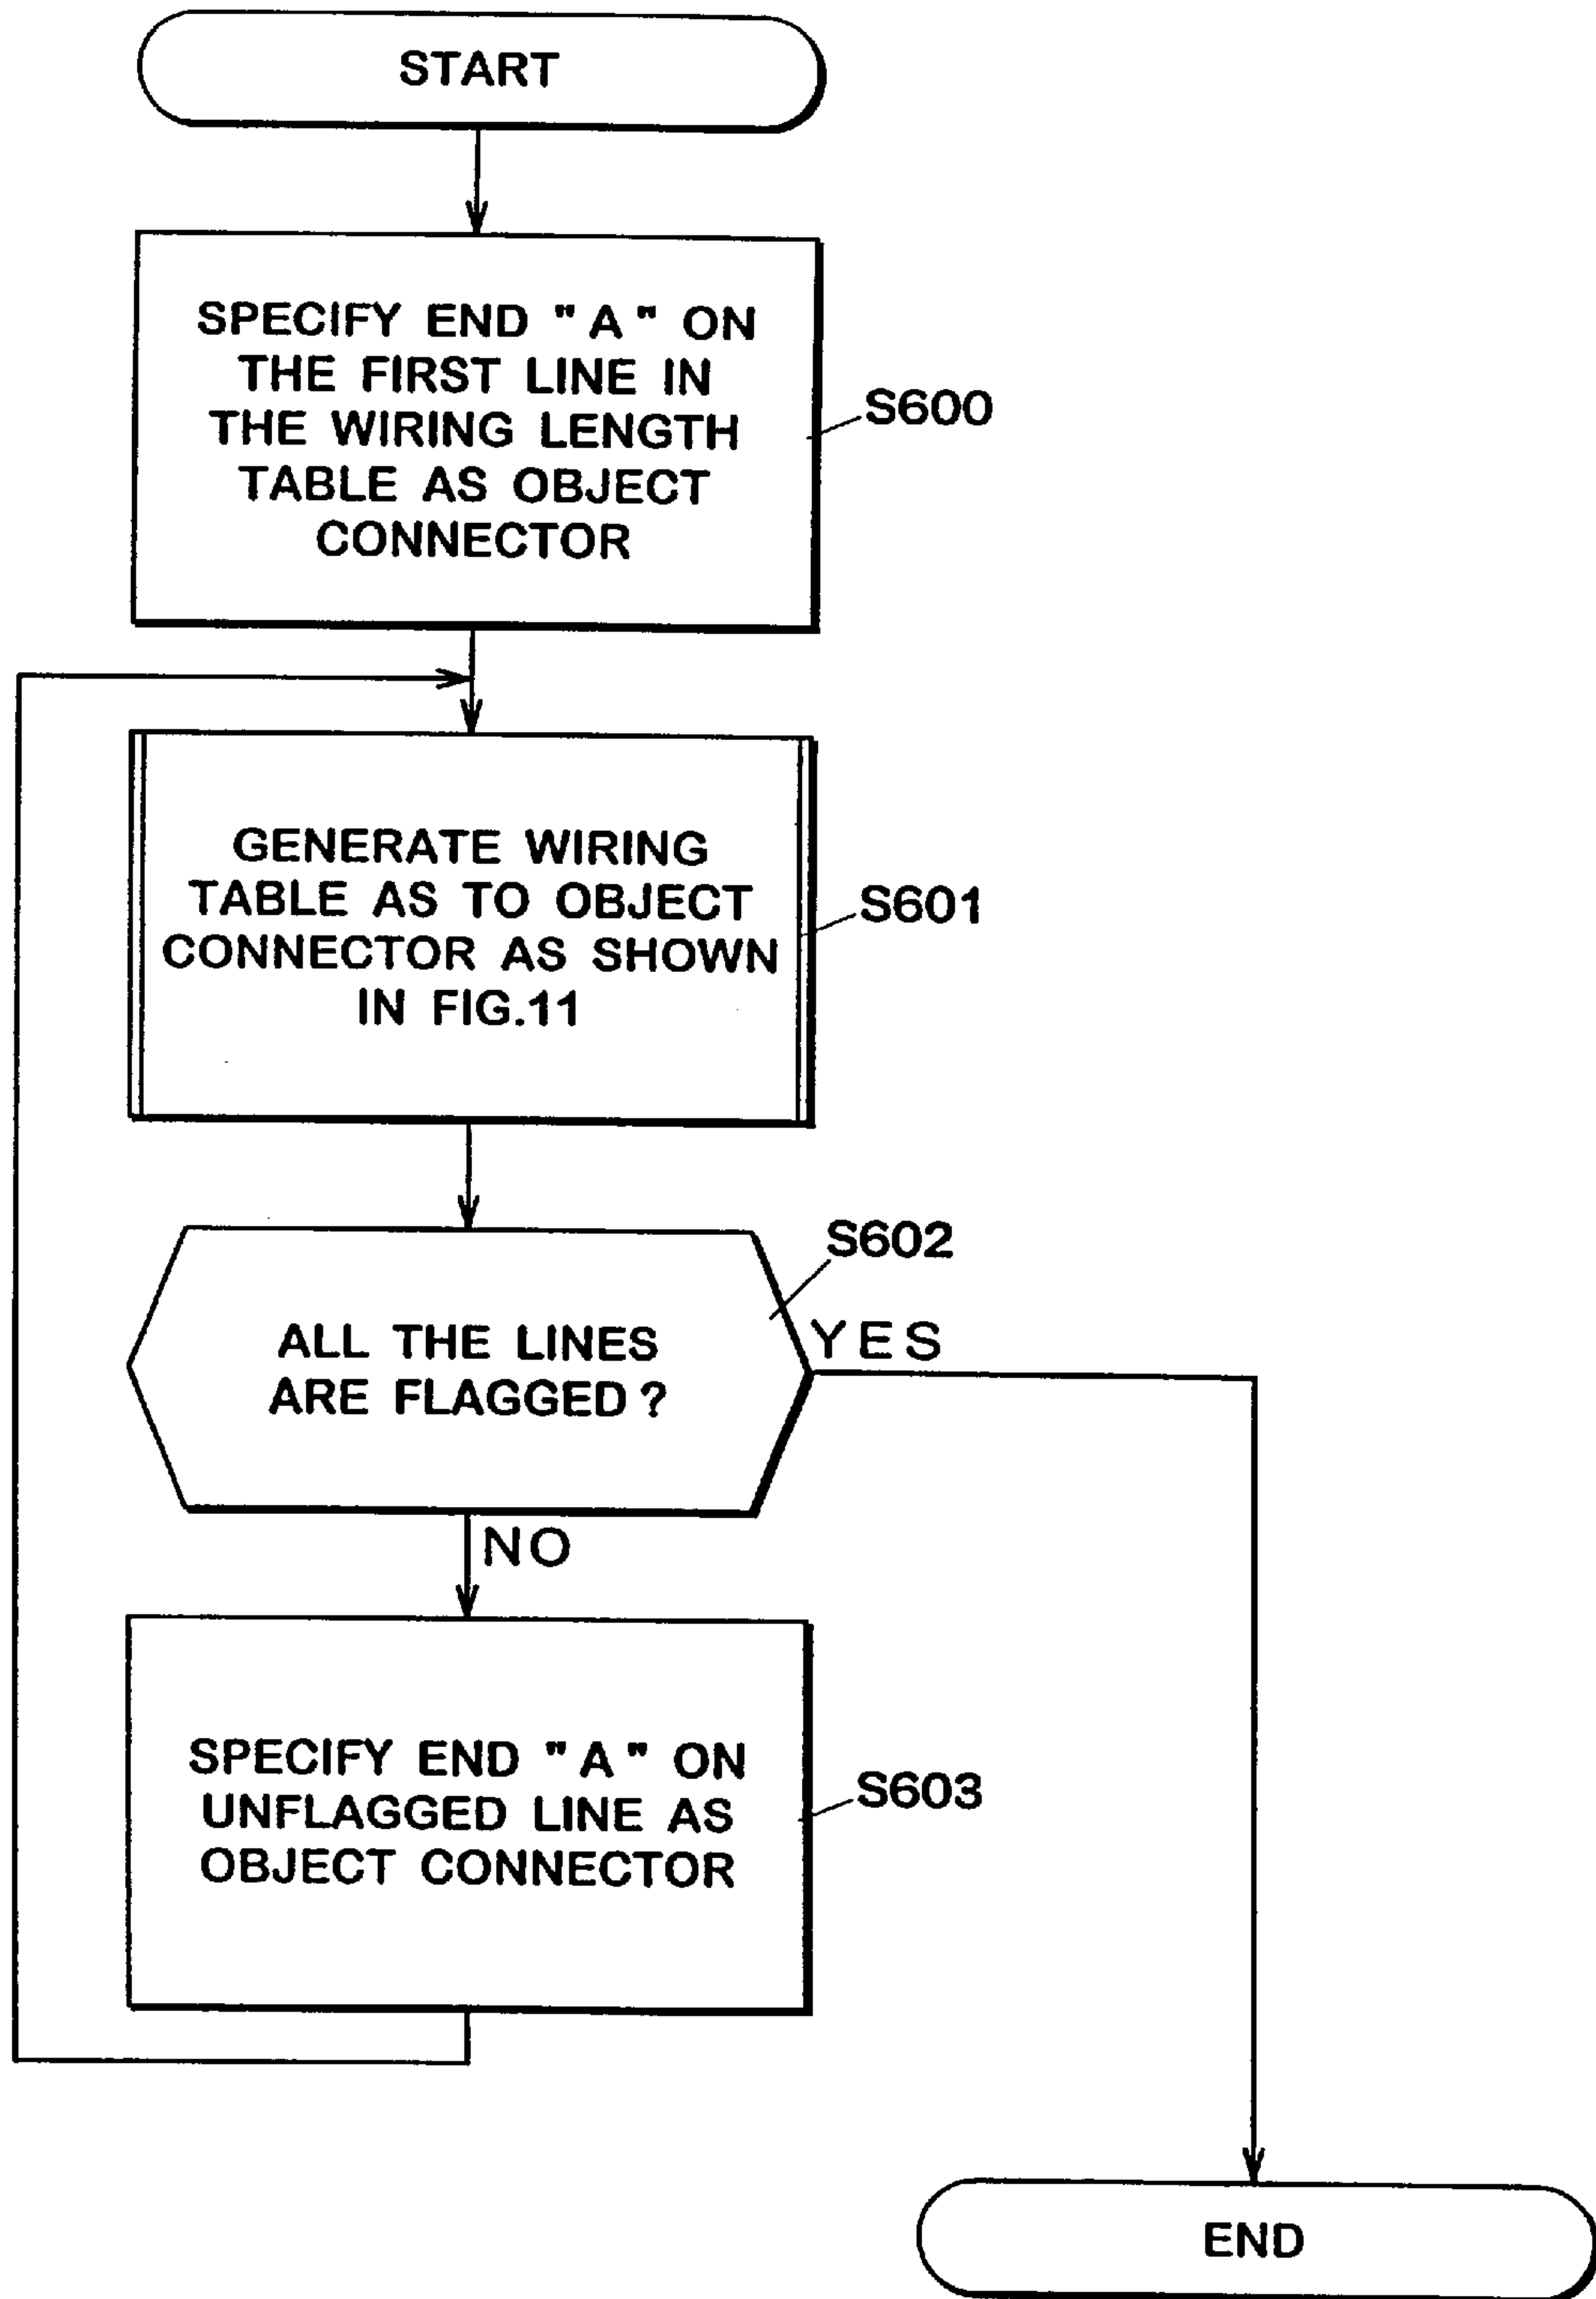 START
SPECIFY END "A" ON
THE FIRST LINE IN
THE WIRING LENGTH
TABLE AS OBJECT
CONNECTOR
S600
GENERATE WIRING
TABLE AS TO OBJECT
CONNECTOR AS SHOWN
IN FIG.11
S601
S602
ALL THE LINES
ARE FLAGGED?
YES
NO
SPECIFY END "A" ON
UNFLAGGED LINE AS
OBJECT CONNECTOR
S603
END